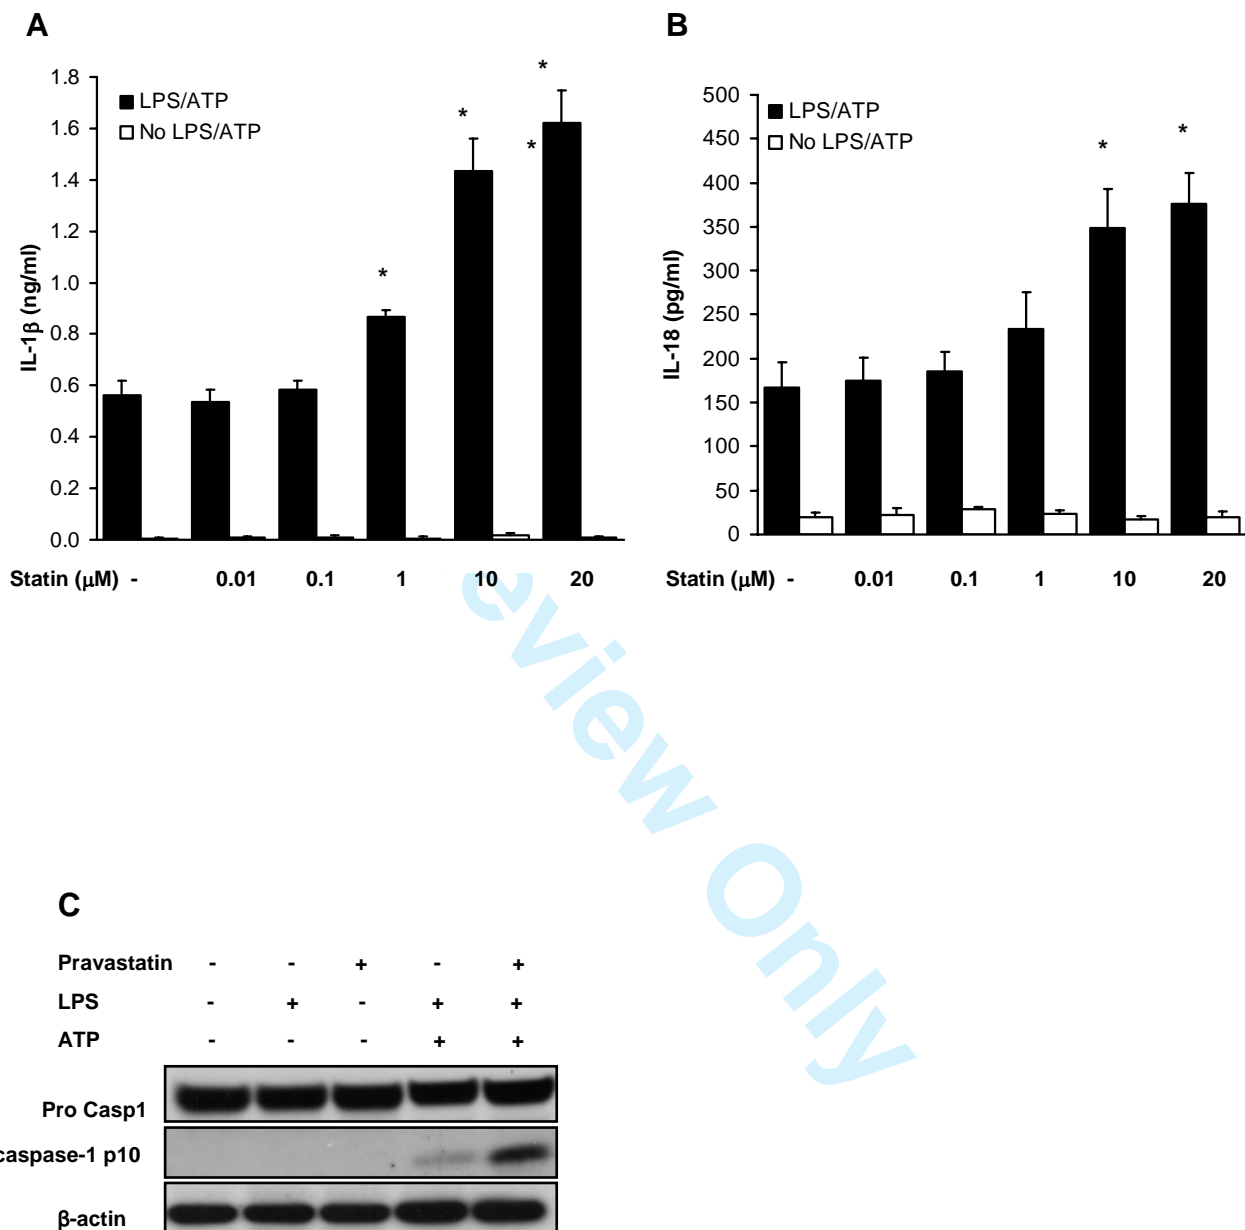 A
1.8
1.6
1.4
1.2
1.0
0.8
0.6
0.4
0.2
0.0
IL-1β (ng/ml)
LPS/ATP
No LPS/ATP
*
*
*
*
Statin (μM) - 0.01 0.1 1 10 20
B
500
450
400
350
300
250
200
150
100
50
0
IL-18 (pg/ml)
LPS/ATP
No LPS/ATP
*
*
Statin (μM) - 0.01 0.1 1 10 20
eview Only
C
Pravastatin - - + - +
LPS - + - + +
ATP - - - + +
Pro Casp1
caspase-1 p10
β-actin